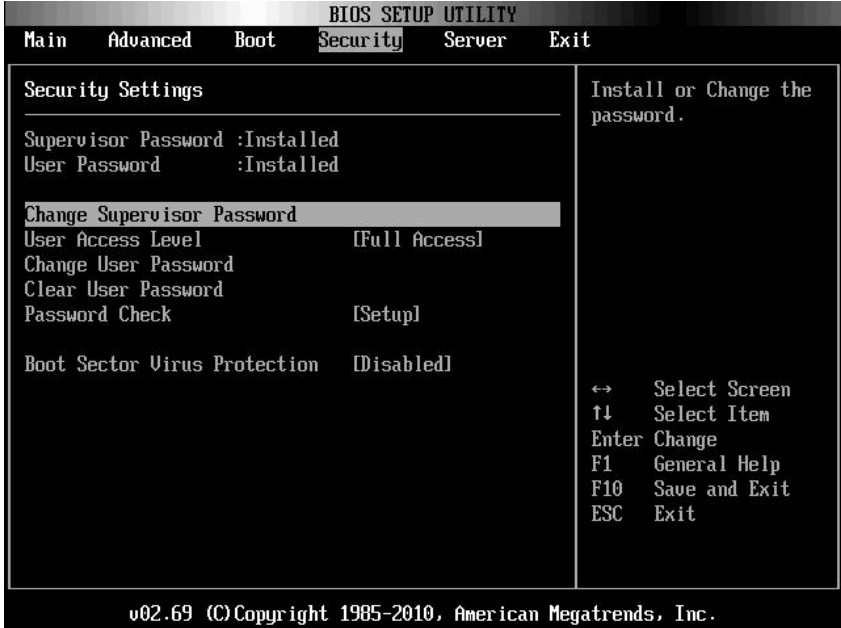 BIOS SETUP UTILITY
Main Advanced Boot Security Server Exit
Security Settings
Supervisor Password :Installed
User Password :Installed
Change Supervisor Password
User Access Level [Full Access]
Change User Password
Clear User Password
Password Check [Setup]
Boot Sector Virus Protection [Disabled]
Install or Change the
password.
↔ Select Screen
↑↓ Select Item
Enter Change
F1 General Help
F10 Save and Exit
ESC Exit
v02.69 (C)Copyright 1985-2010, American Megatrends, Inc.